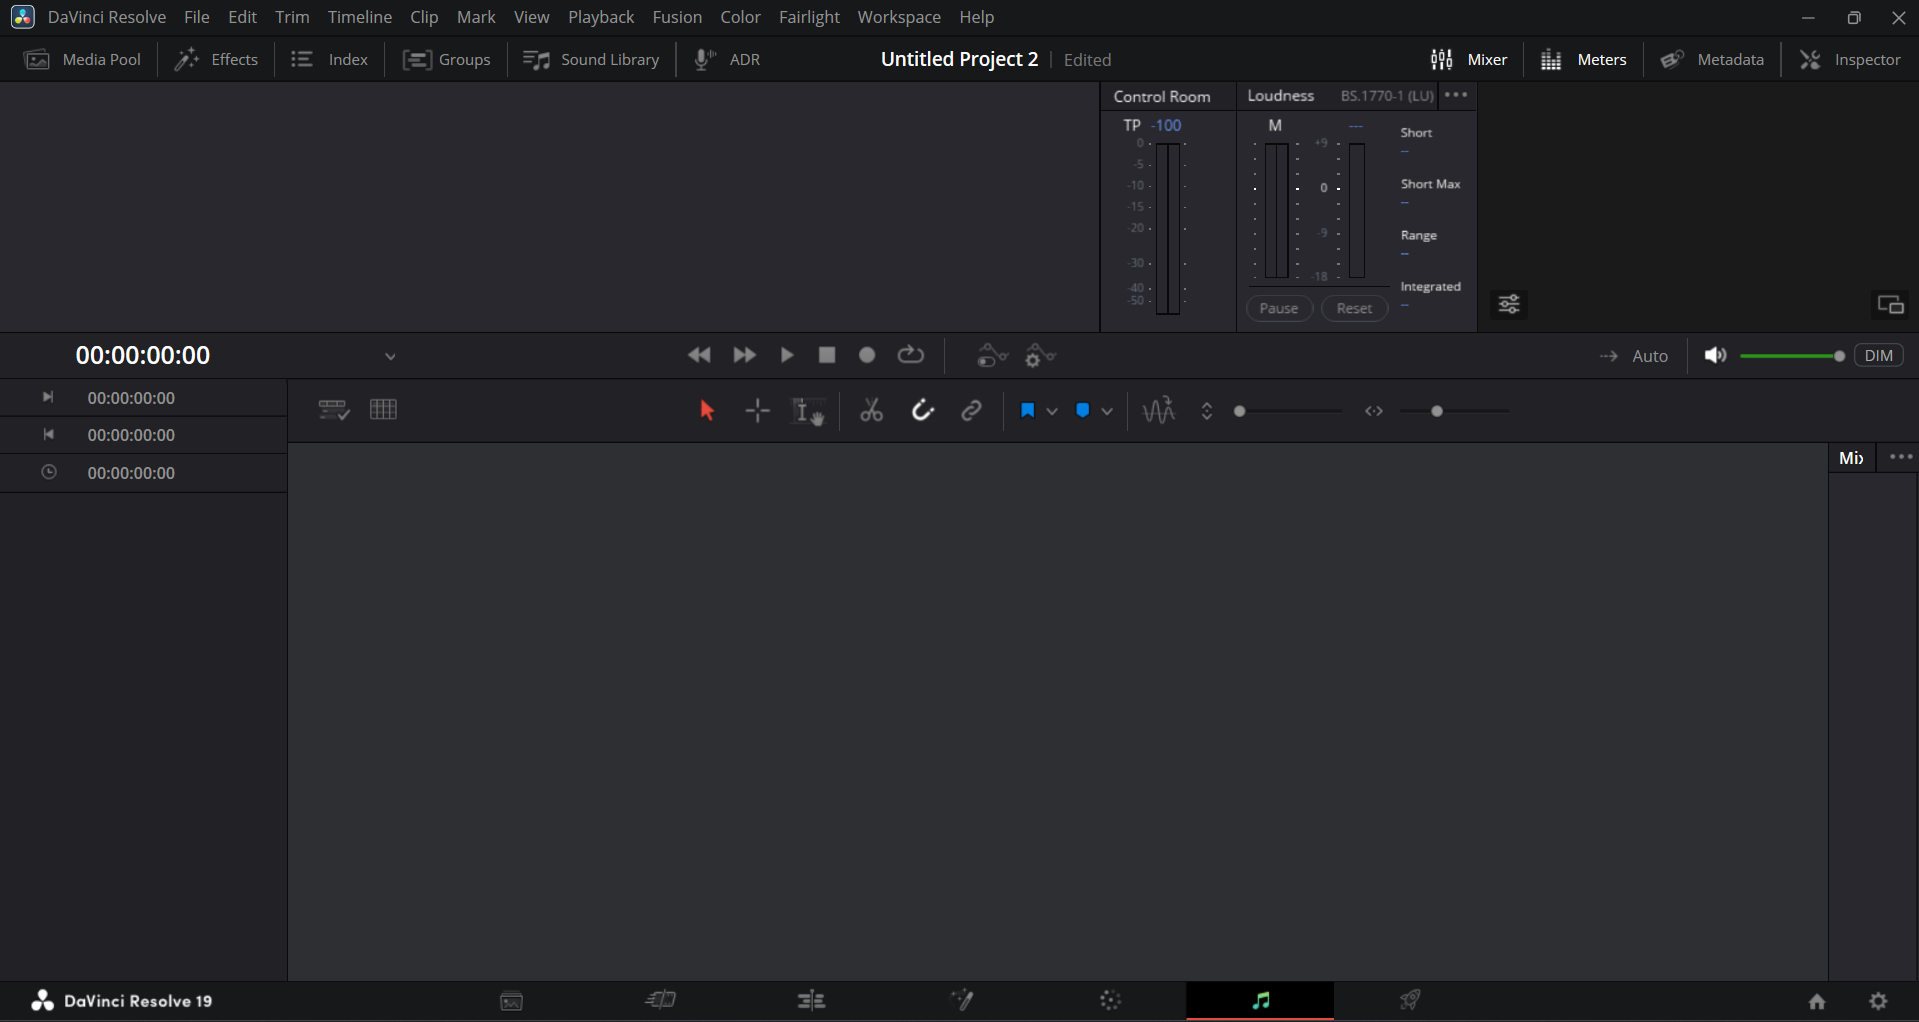 DaVinci Resolve File Edit Trim Timeline Clip Mark View Playback Fusion Color Fairlight Workspace Help
Media Pool Effects Index Groups Sound Library ADR Untitled Project 2 Edited Mixer Meters Metadata Inspector
Control Room Loudness BS.1770-1 (LU)
TP -100 M ---
0
-5
-10
-15
-20
-30
-40
-50
+9
0
-9
-18
Short
--
Short Max
--
Range
--
Integrated
--
Pause Reset
00:00:00:00 Auto DIM
00:00:00:00
00:00:00:00
00:00:00:00
Mix
DaVinci Resolve 19